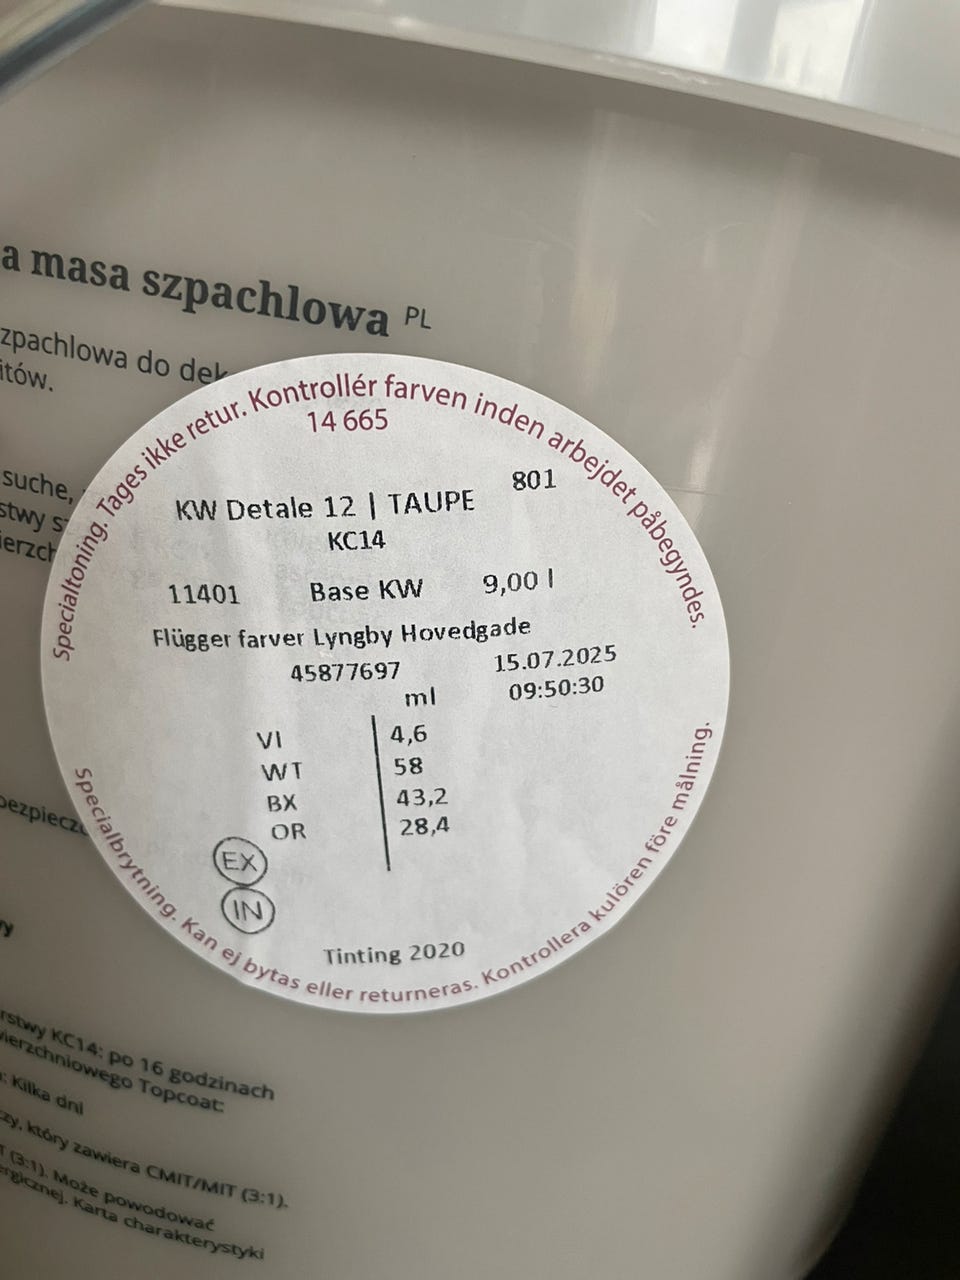 a masa szpachlowa PL
zpachlowa do
itów.
suche,
stwy
Specialtoning. Tages ikke retur. Kontrollér farven inden arbejdet påbegyndes.
14 665
801
KW Detale 12 | TAUPE
KC14
11401 Base KW 9,00 l
Flügger farver Lyngby Hovedgade
45877697 15.07.2025
ml 09:50:30
VI 4,6
WT 58
BX 43,2
OR 28,4
EX
IN
Tinting 2020
Specialbrytning. Kan ej bytas eller returneras. Kontrollera kulören före målning.
rstwy KC14: po 16 godzinach
ierzchniowego Topcoat:
: Kilka dni
zy, który zawiera CMIT/MIT (3:1).
T (3:1). Może powodować
ergicznej. Karta charakterystyki